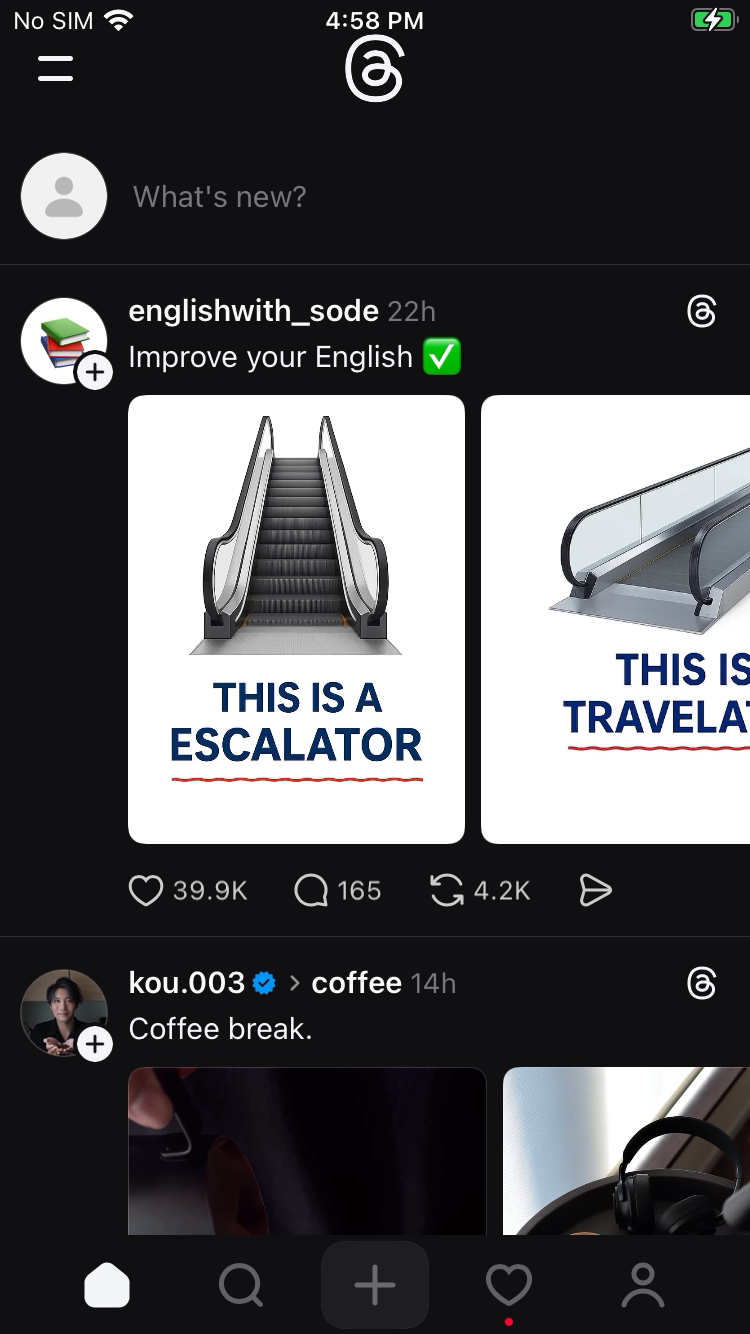 No SIM
4:58 PM
What's new?
englishwith_sode 22h
Improve your English ✅
THIS IS A
ESCALATOR
THIS IS
TRAVELA
39.9K 165 4.2K
kou.003 > coffee 14h
Coffee break.